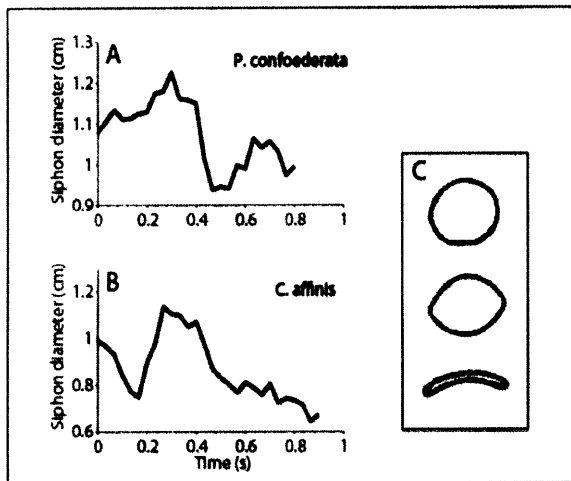 A
P. confoederata
Siphon diameter (cm)
1.3
1.2
1.1
1
0.9
0 0.2 0.4 0.6 0.8 1
B
C. affinis
Siphon diameter (cm)
1.2
1
0.8
0.6
0 0.2 0.4 0.6 0.8 1
Time (s)
C